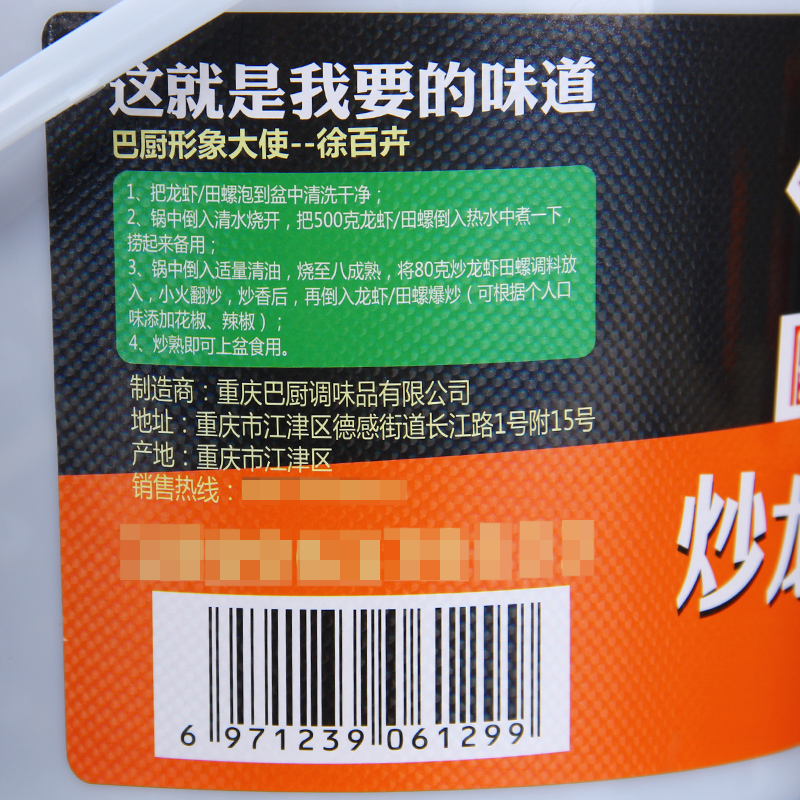 这就是我要的味道
巴厨形象大使--徐百卉
1、把龙虾/田螺泡到盆中清洗干净；
2、锅中倒入清水烧开，把500克龙虾/田螺倒入热水中煮一下，
捞起来备用；
3、锅中倒入适量清油，烧至八成熟，将80克炒龙虾田螺调料放
入，小火翻炒，炒香后，再倒入龙虾/田螺爆炒（可根据个人口
味添加花椒、辣椒）；
4、炒熟即可上盆食用。
制造商：重庆巴厨调味品有限公司
地址：重庆市江津区德感街道长江路1号附15号
产地：重庆市江津区
销售热线：
炒龙
6 971239 061299